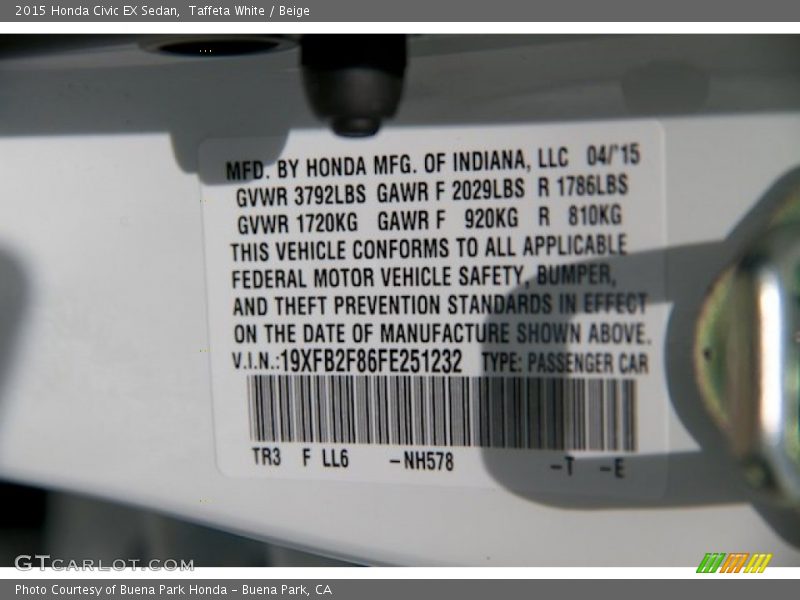 2015 Honda Civic EX Sedan, Taffeta White / Beige
MFD. BY HONDA MFG. OF INDIANA, LLC 04/'15
GVWR 3792LBS GAWR F 2029LBS R 1786LBS
GVWR 1720KG GAWR F 920KG R 810KG
THIS VEHICLE CONFORMS TO ALL APPLICABLE
FEDERAL MOTOR VEHICLE SAFETY, BUMPER,
AND THEFT PREVENTION STANDARDS IN EFFECT
ON THE DATE OF MANUFACTURE SHOWN ABOVE.
V.I.N.:19XFB2F86FE251232 TYPE: PASSENGER CAR
TR3 F LL6 –NH578 –T –E
GTCARLOT.COM
Photo Courtesy of Buena Park Honda – Buena Park, CA